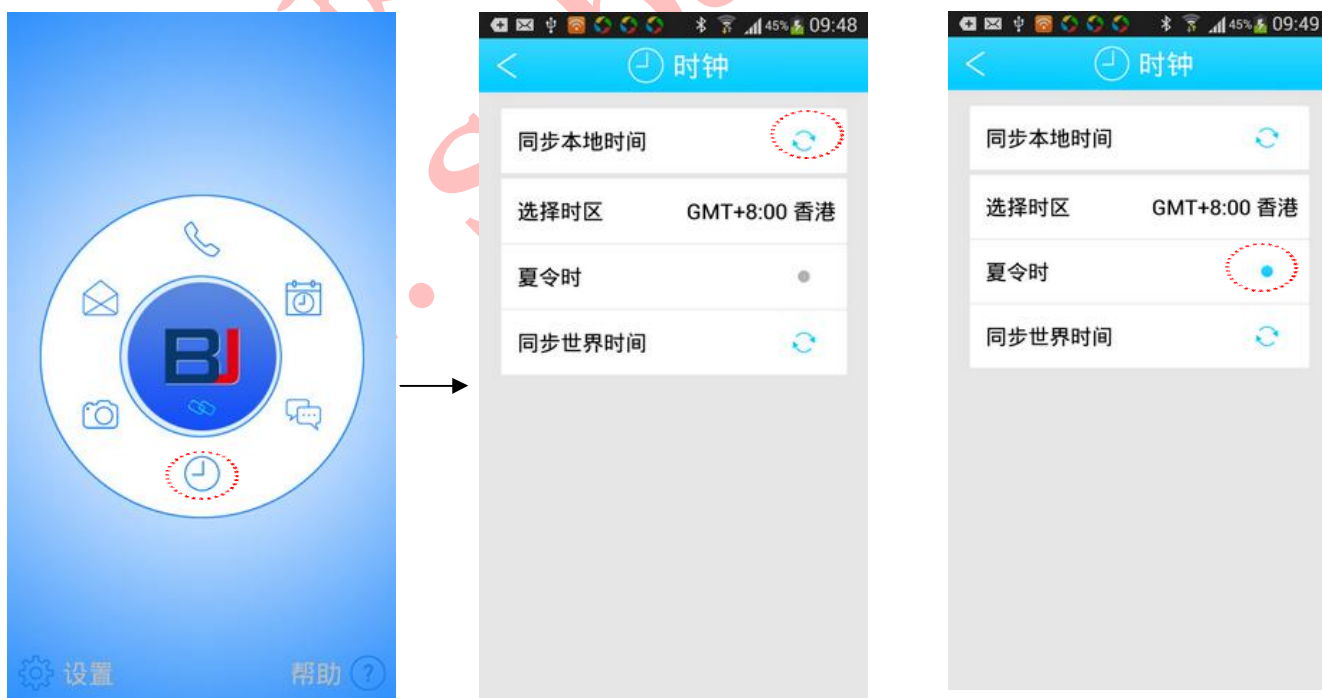 BJ
设置
帮助 ?
45% 09:48
时钟
同步本地时间
选择时区 GMT+8:00 香港
夏令时
同步世界时间
45% 09:49
时钟
同步本地时间
选择时区 GMT+8:00 香港
夏令时
同步世界时间